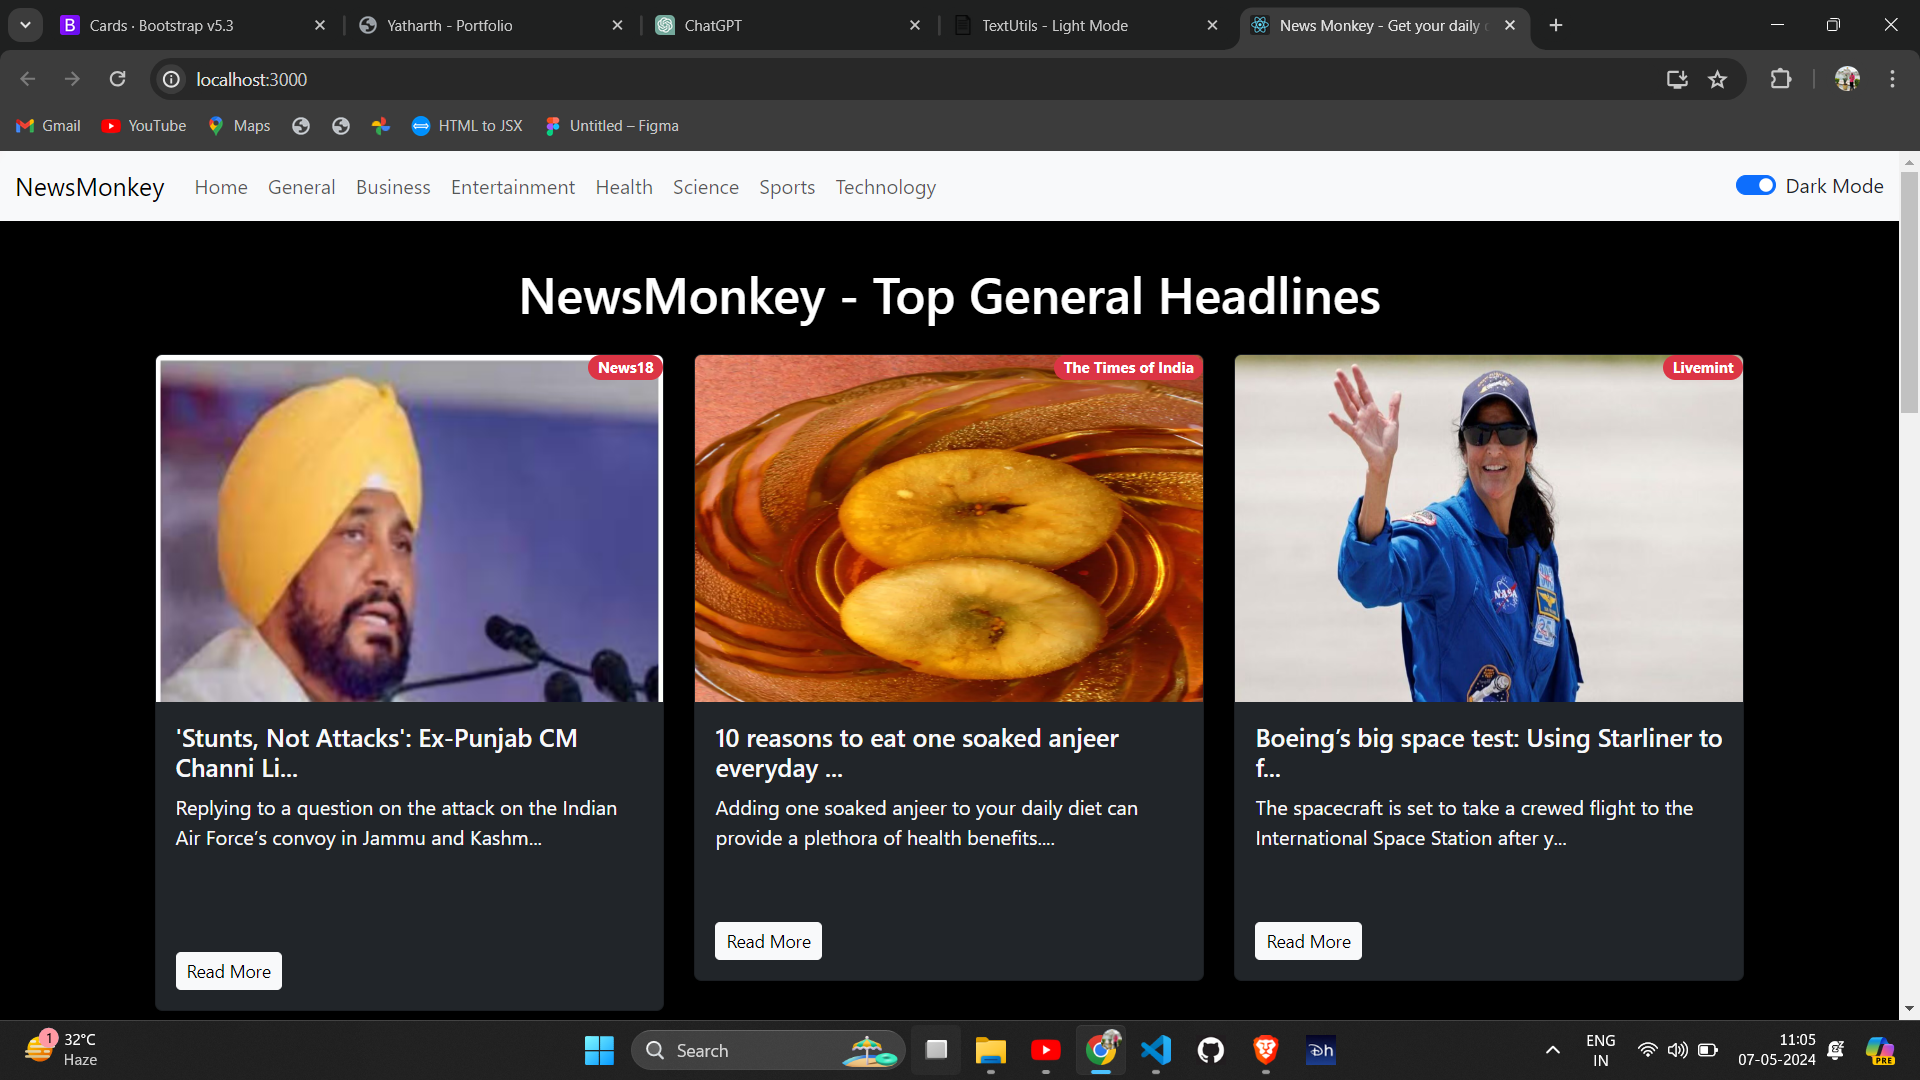 Cards · Bootstrap v5.3
Yatharth - Portfolio
ChatGPT
TextUtils - Light Mode
News Monkey - Get your daily
localhost:3000
Gmail
YouTube
Maps
HTML to JSX
Untitled – Figma
NewsMonkey
Home
General
Business
Entertainment
Health
Science
Sports
Technology
Dark Mode
NewsMonkey - Top General Headlines
News18
'Stunts, Not Attacks': Ex-Punjab CM
Channi Li...
Replying to a question on the attack on the Indian
Air Force’s convoy in Jammu and Kashm...
Read More
The Times of India
10 reasons to eat one soaked anjeer
everyday ...
Adding one soaked anjeer to your daily diet can
provide a plethora of health benefits....
Read More
Livemint
NASA
Boeing’s big space test: Using Starliner to
f...
The spacecraft is set to take a crewed flight to the
International Space Station after y...
Read More
1
32°C
Haze
Search
Dh
ENG
IN
11:05
07-05-2024
PRE